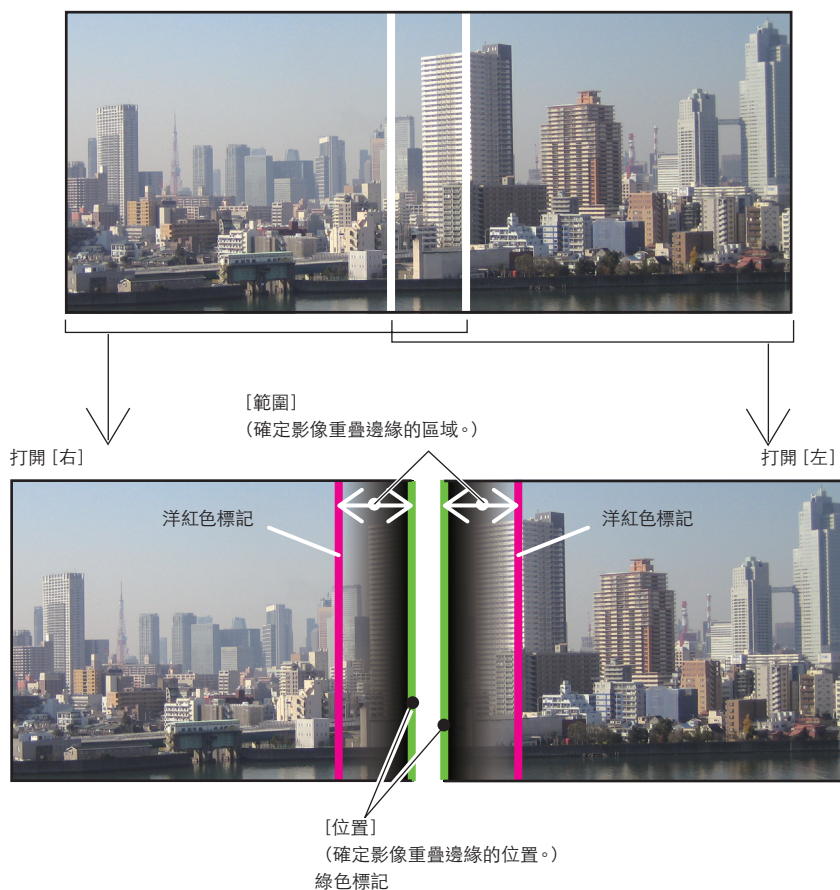 [範圍]
(確定影像重疊邊緣的區域。)
打開 [右]
打開 [左]
洋紅色標記
洋紅色標記
[位置]
(確定影像重疊邊緣的位置。)
綠色標記